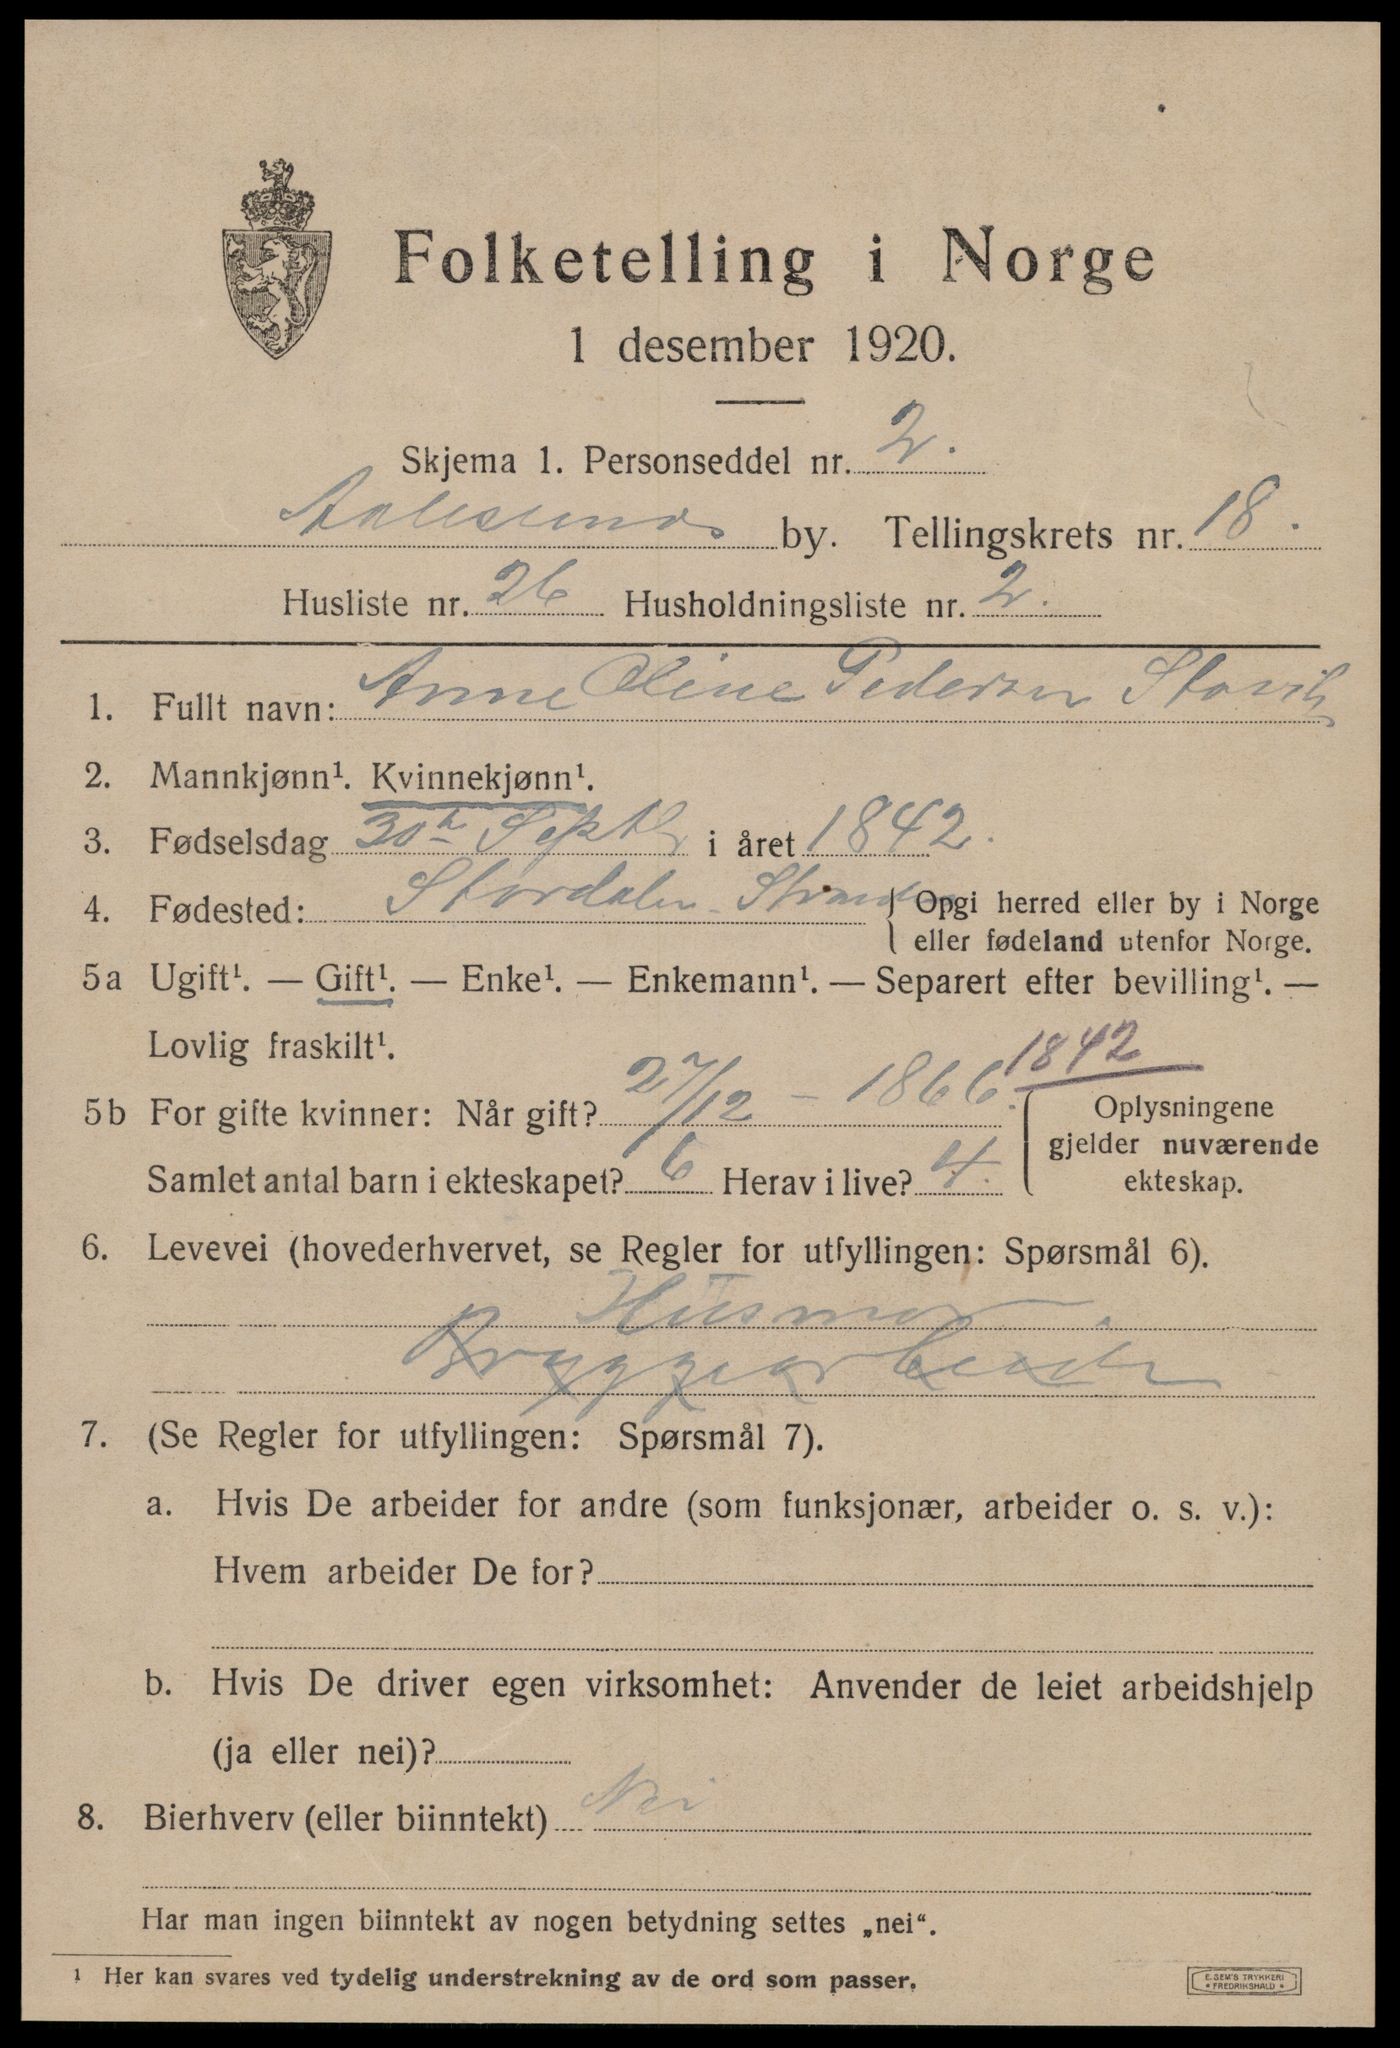 Folketelling i Norge
1 desember 1920.
Skjema 1. Personseddel nr. 2.
Aalesunds by. Tellingskrets nr. 18.
Husliste nr. 26 Husholdningsliste nr. 2.
1. Fullt navn: Anne Oline Pedersen
2. Mannkjønn¹. Kvinnekjønn¹.
3. Fødselsdag 30th Septbr i året 1842.
4. Fødested: Stordalen - Opgi herred eller by i Norge
eller fødeland utenfor Norge.
5a Ugift¹. — Gift¹. — Enke¹. — Enkemann¹. — Separert efter bevilling¹. —
Lovlig fraskilt¹.
1842
5b For gifte kvinner: Når gift? 27/12 - 1866. Oplysningene
gjelder nuværende
Samlet antal barn i ekteskapet? 6 Herav i live? 4. ekteskap.
6. Levevei (hovederhvervet, se Regler for utfyllingen: Spørsmål 6).
Husmor
Bryggearbeider
7. (Se Regler for utfyllingen: Spørsmål 7).
a. Hvis De arbeider for andre (som funksjonær, arbeider o. s. v.):
Hvem arbeider De for?
b. Hvis De driver egen virksomhet: Anvender de leiet arbeidshjelp
(ja eller nei)?
8. Bierhverv (eller biinntekt) Nei
Har man ingen biinntekt av nogen betydning settes „nei“.
¹ Her kan svares ved tydelig understrekning av de ord som passer.
E. SEM'S TRYKKERI
* FREDRIKSHALD *